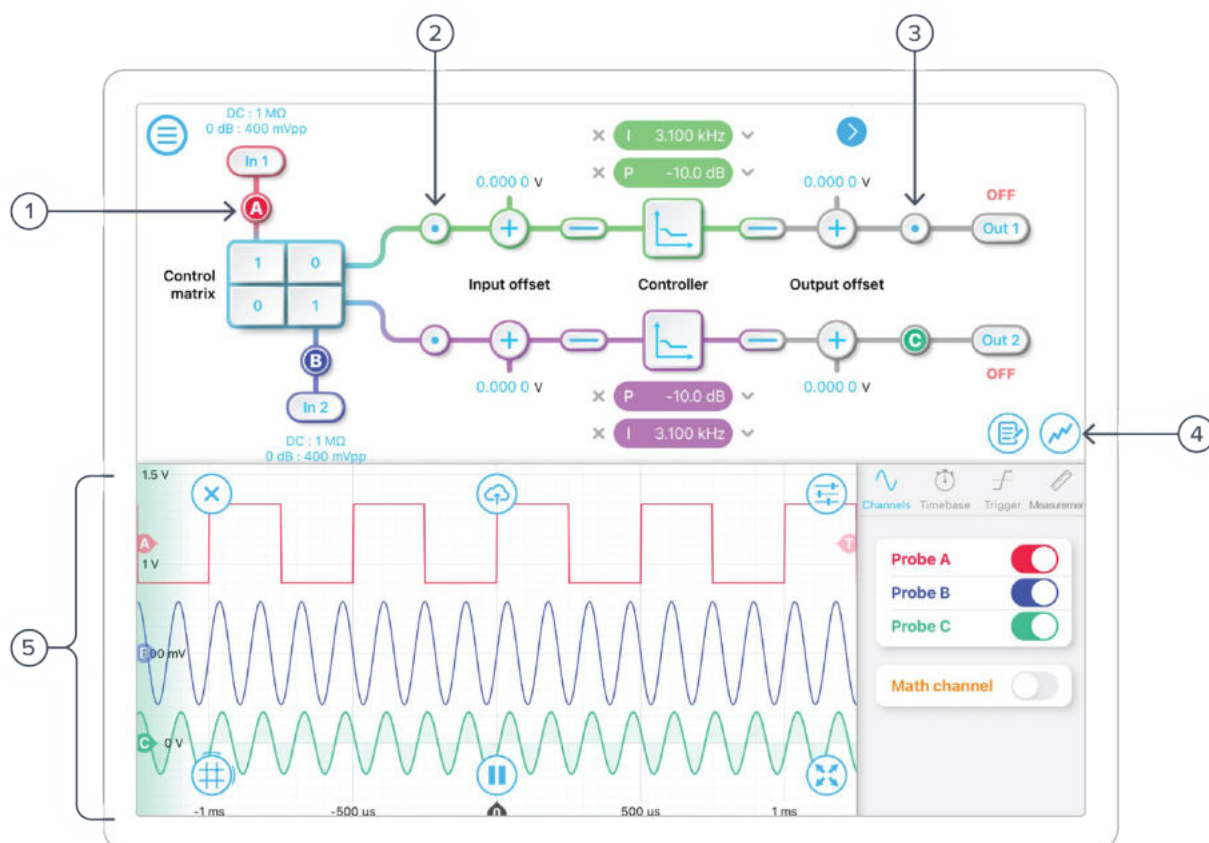 2
3
DC : 1 MΩ
0 dB : 400 mVpp
In 1
I 3.100 kHz
P -10.0 dB
1
A
0.000 0 V
0.000 0 V
OFF
Out 1
Control
matrix
1 0
0 1
Input offset
Controller
Output offset
B
C
Out 2
In 2
0.000 0 V
0.000 0 V
OFF
P -10.0 dB
I 3.100 kHz
DC : 1 MΩ
0 dB : 400 mVpp
4
1.5 V
Channels Timebase Trigger Measuremen
A
T
1 V
Probe A
Probe B
Probe C
5
00 mV
Math channel
C
0 V
-1 ms
-500 us
0
500 us
1 ms